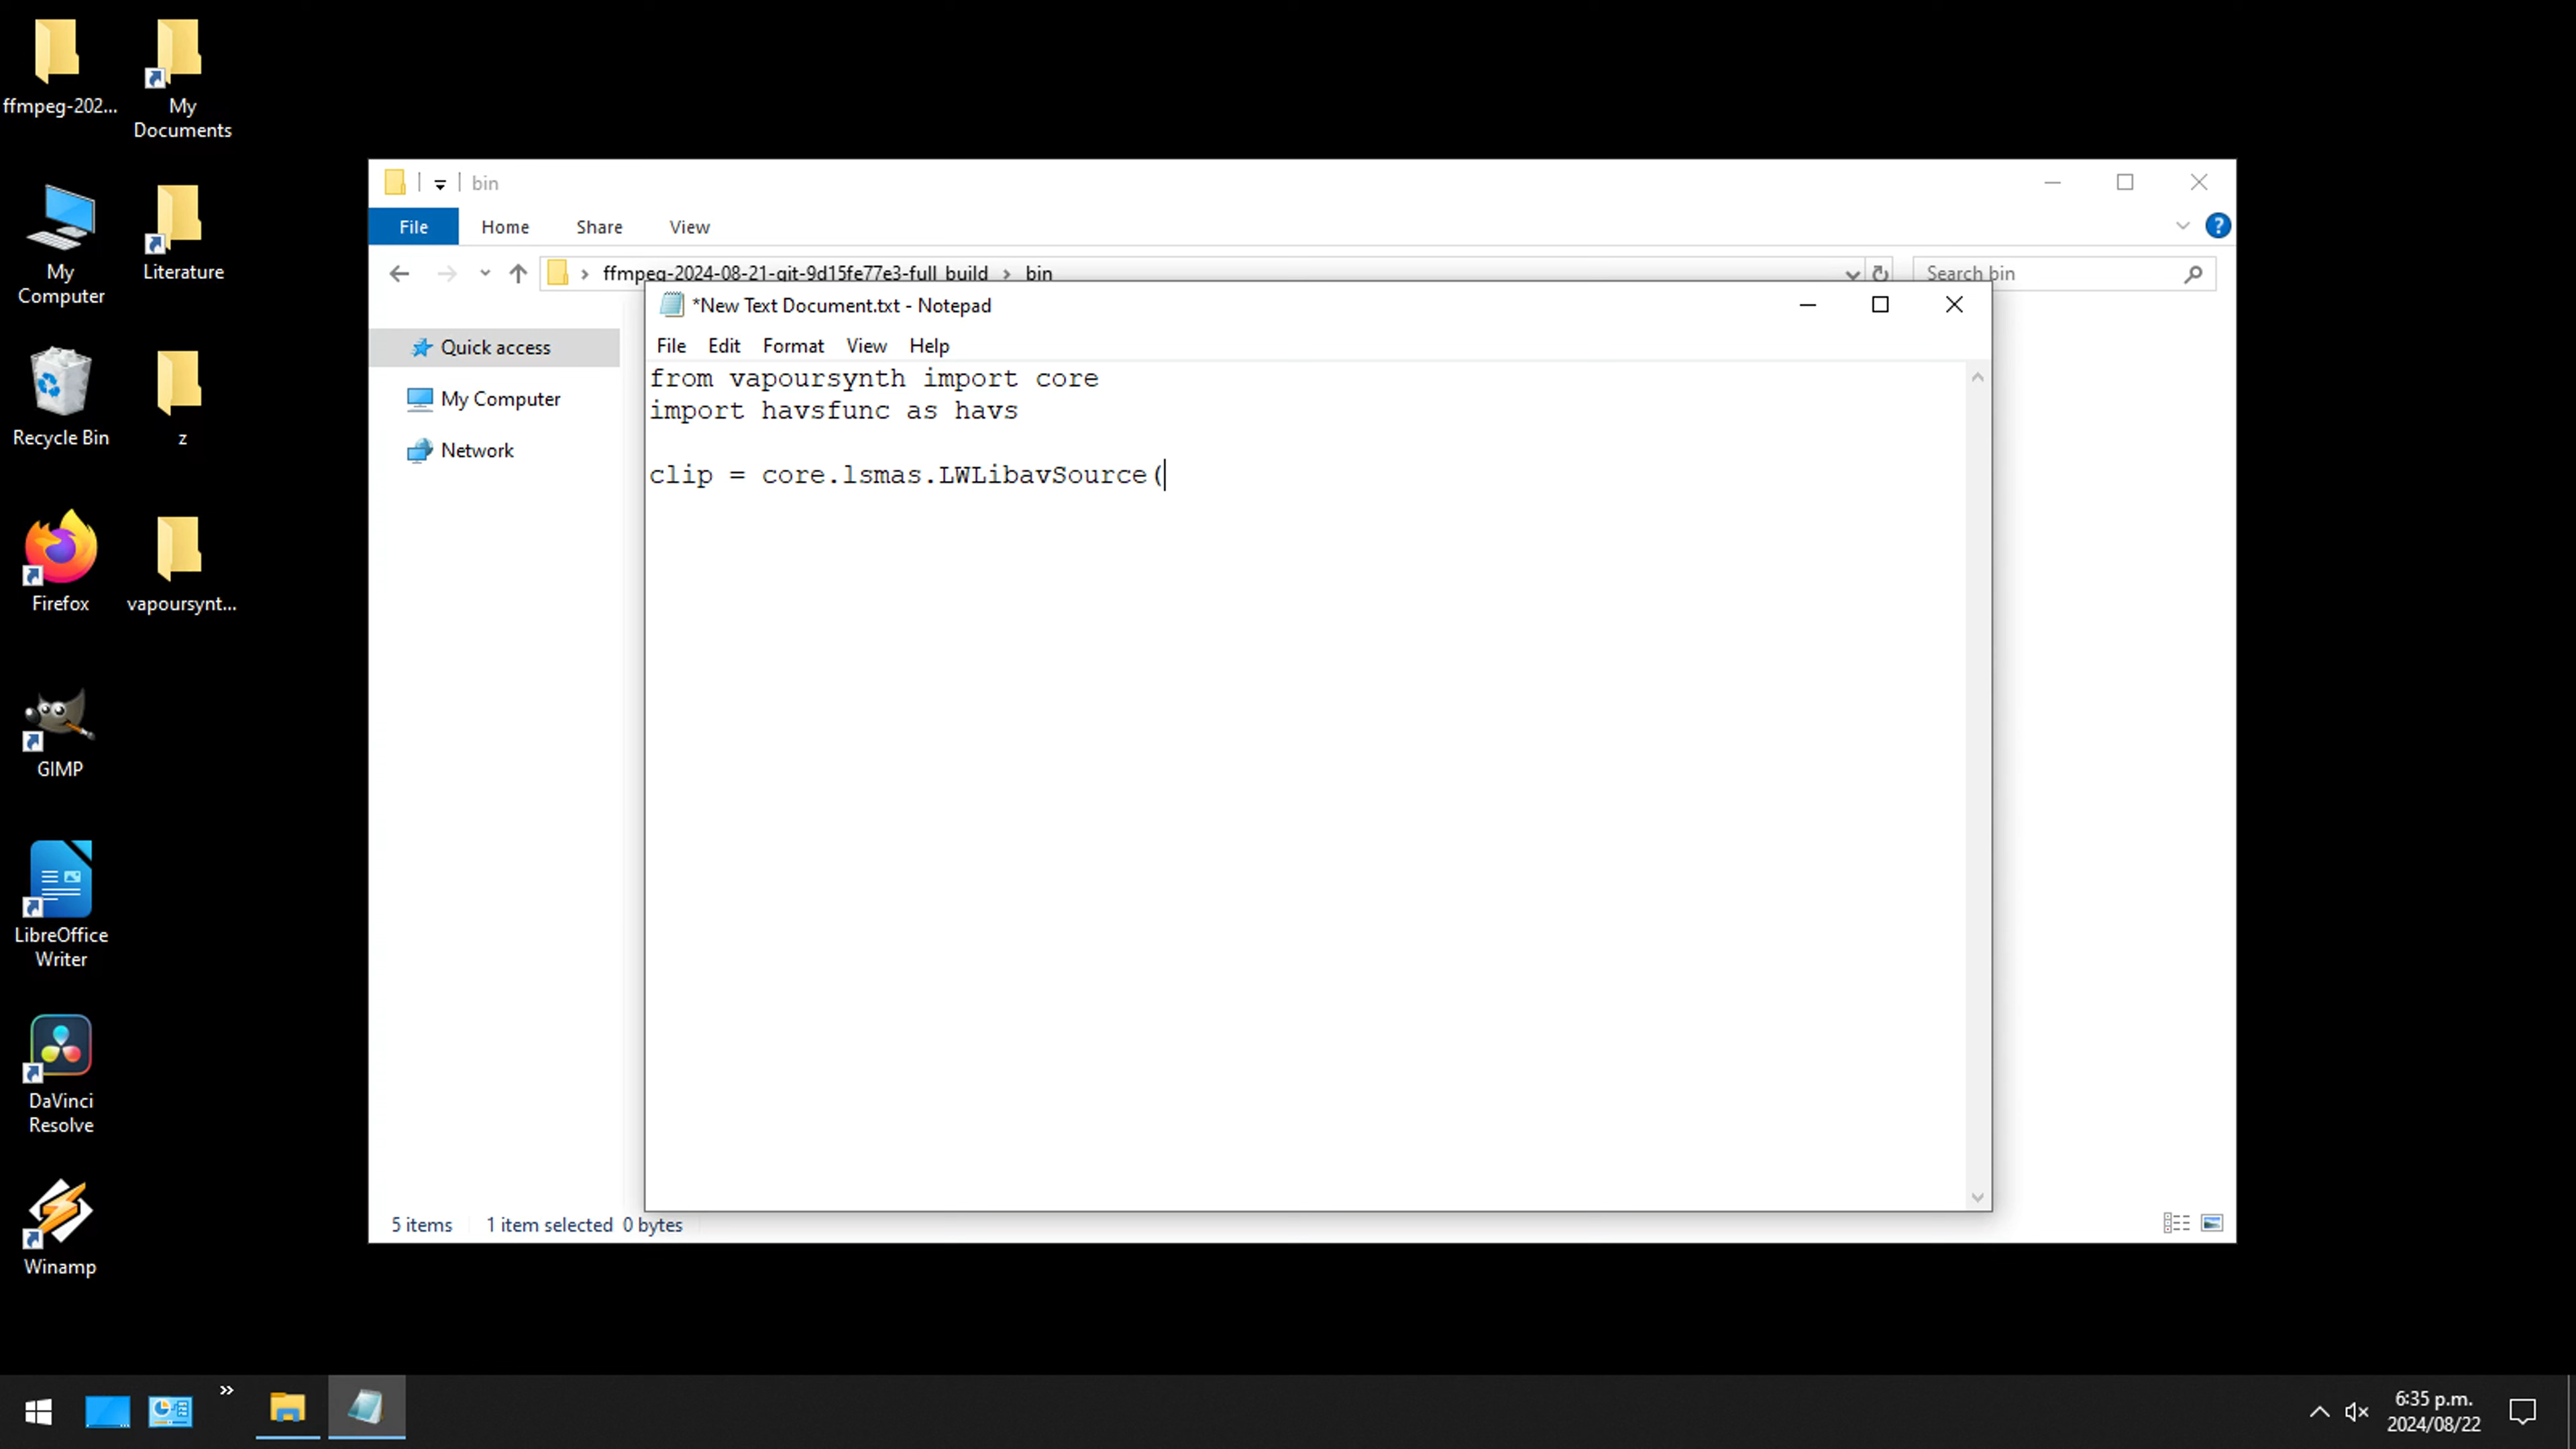 ffmpeg-202...
My
Documents
My
Computer
Literature
Recycle Bin
z
Firefox
vapoursynt...
GIMP
LibreOffice
Writer
DaVinci
Resolve
Winamp
bin
File Home Share View
ffmpeg-2024-08-21-git-9d15fe77e3-full_build > bin
Search bin
Quick access
My Computer
Network
*New Text Document.txt - Notepad
File Edit Format View Help
from vapoursynth import core
import havsfunc as havs
clip = core.lsmas.LWLibavSource(
5 items 1 item selected 0 bytes
6:35 p.m.
2024/08/22